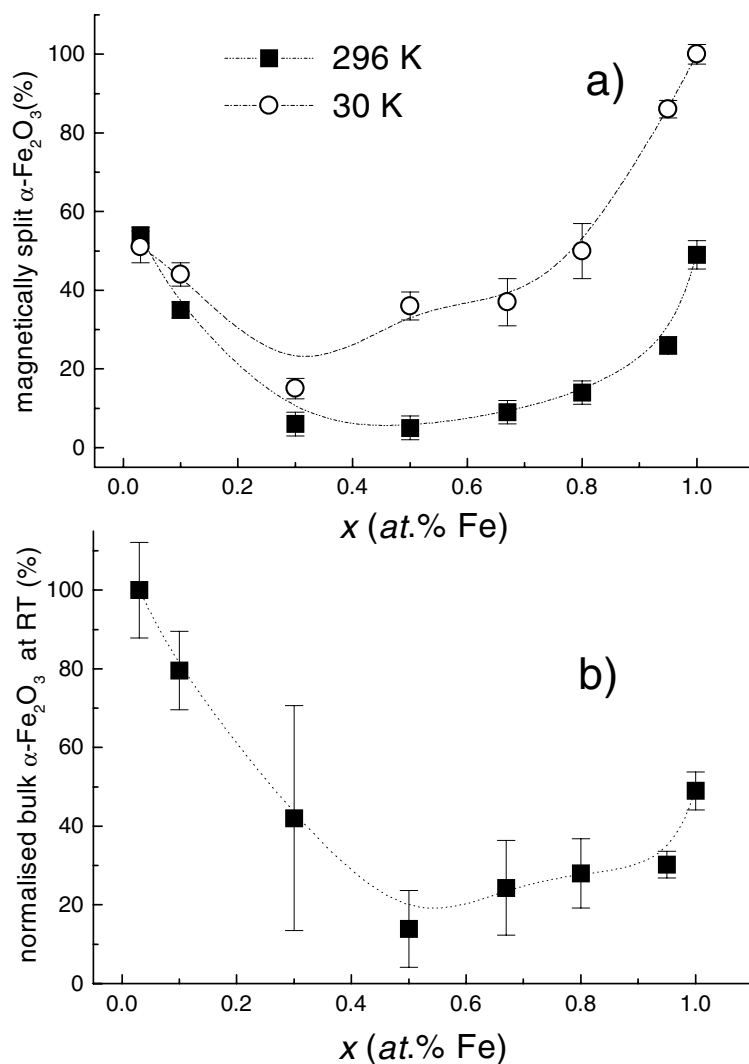 magnetically split α-Fe₂O₃(%)
100
80
60
40
20
0
296 K
30 K
a)
0.0 0.2 0.4 0.6 0.8 1.0
x (at.% Fe)
normalised bulk α-Fe₂O₃ at RT (%)
100
80
60
40
20
0
b)
0.0 0.2 0.4 0.6 0.8 1.0
x (at.% Fe)